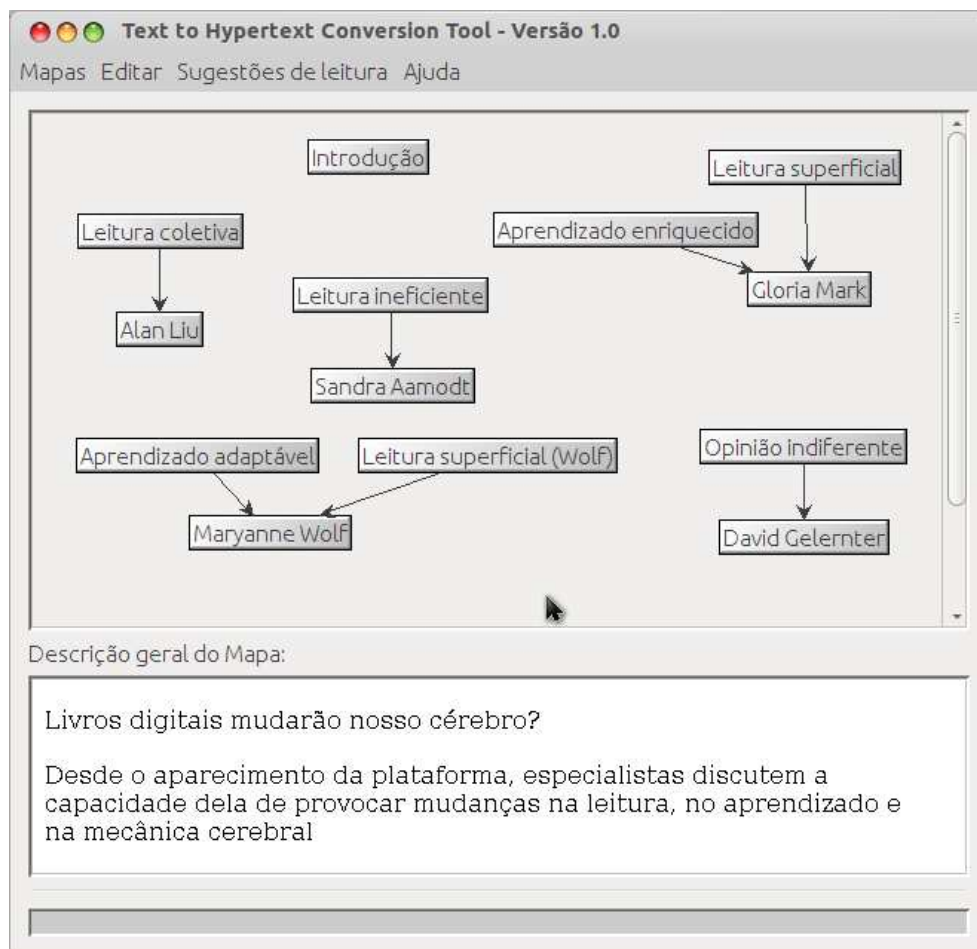 Text to Hypertext Conversion Tool - Versão 1.0
Mapas Editar Sugestões de leitura Ajuda
Introdução
Leitura superficial
Leitura coletiva
Aprendizado enriquecido
Gloria Mark
Leitura ineficiente
Alan Liu
Sandra Aamodt
Aprendizado adaptável
Leitura superficial (Wolf)
Opinião indiferente
Maryanne Wolf
David Gelernter
Descrição geral do Mapa:
Livros digitais mudarão nosso cérebro?
Desde o aparecimento da plataforma, especialistas discutem a
capacidade dela de provocar mudanças na leitura, no aprendizado e
na mecânica cerebral